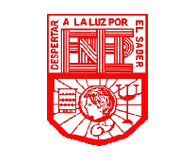 DESPERTAR A LA LUZ POR EL SABER
ENP